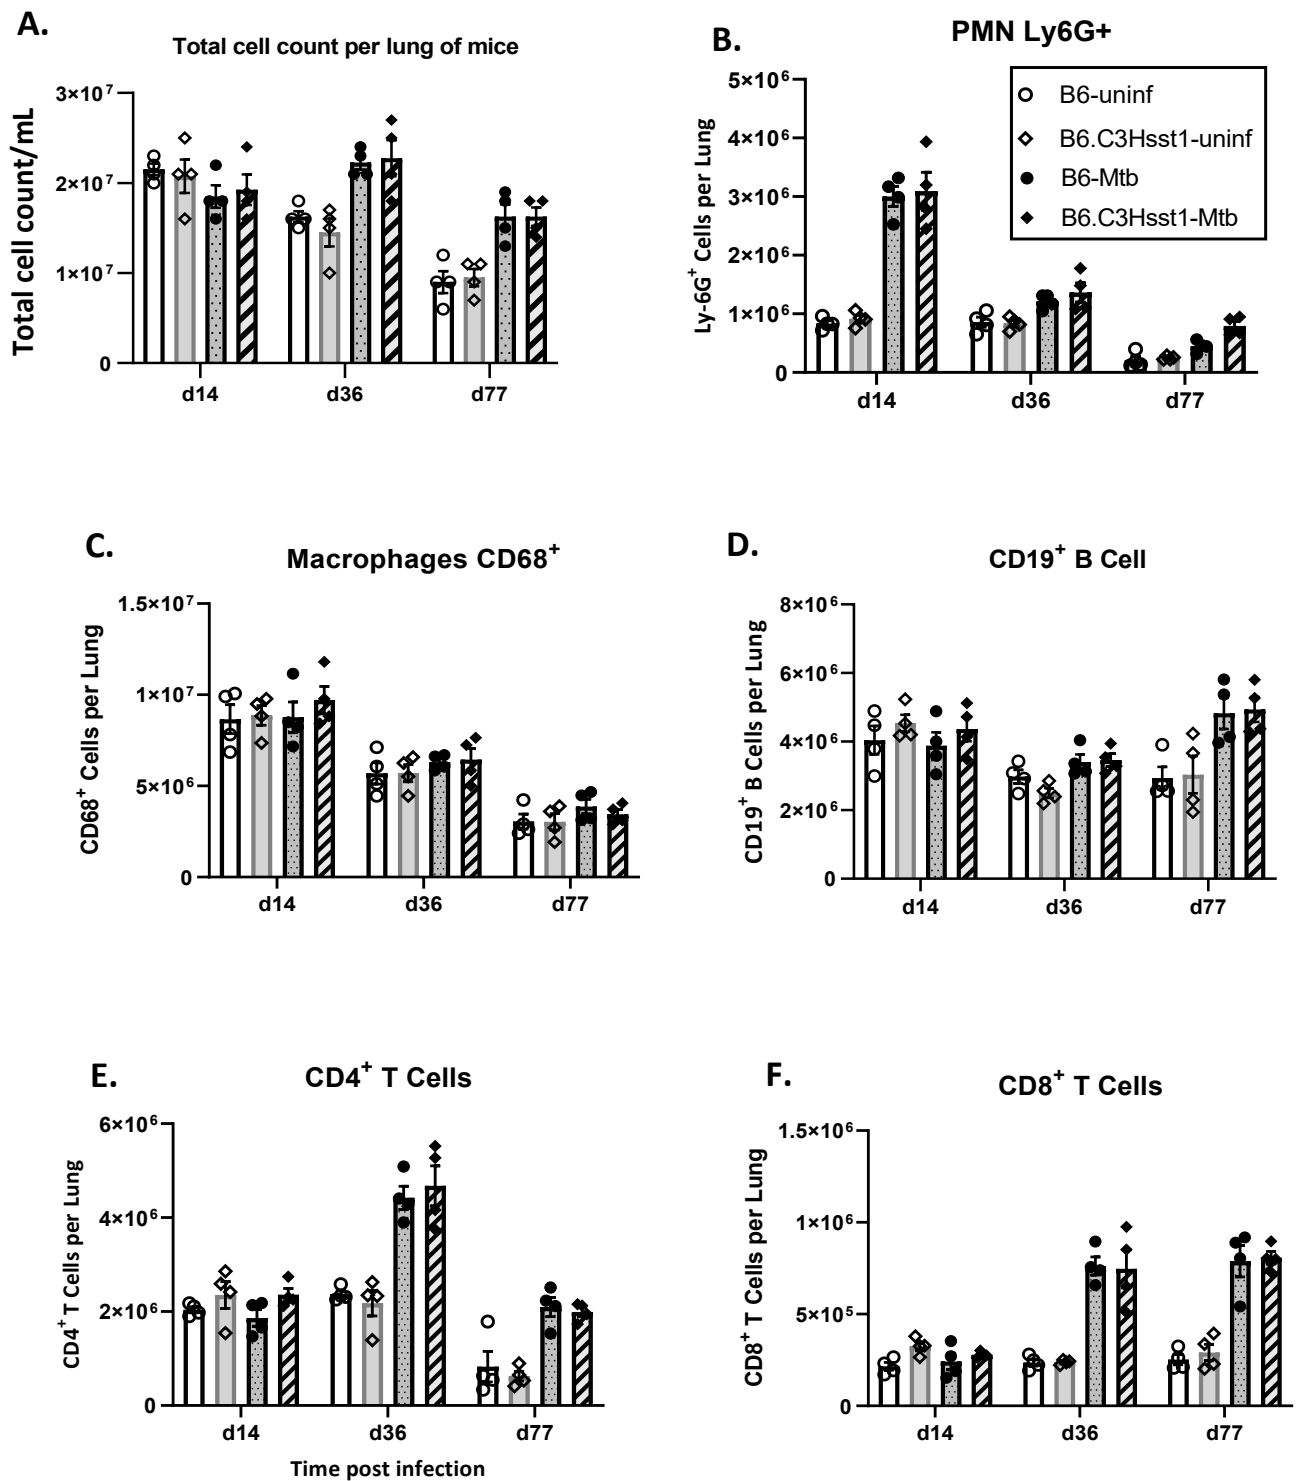 A.
Total cell count per lung of mice
Total cell count/mL
3×10⁷
2×10⁷
1×10⁷
0
d14 d36 d77
B.
PMN Ly6G+
Ly-6G⁺ Cells per Lung
5×10⁶
4×10⁶
3×10⁶
2×10⁶
1×10⁶
0
d14 d36 d77
B6-uninf
B6.C3Hsst1-uninf
B6-Mtb
B6.C3Hsst1-Mtb
C.
Macrophages CD68⁺
CD68⁺ Cells per Lung
1.5×10⁷
1×10⁷
5×10⁶
0
d14 d36 d77
D.
CD19⁺ B Cell
CD19⁺ B Cells per Lung
8×10⁶
6×10⁶
4×10⁶
2×10⁶
0
d14 d36 d77
E.
CD4⁺ T Cells
CD4⁺ T Cells per Lung
6×10⁶
4×10⁶
2×10⁶
0
d14 d36 d77
Time post infection
F.
CD8⁺ T Cells
CD8⁺ T Cells per Lung
1.5×10⁶
1×10⁶
5×10⁵
0
d14 d36 d77